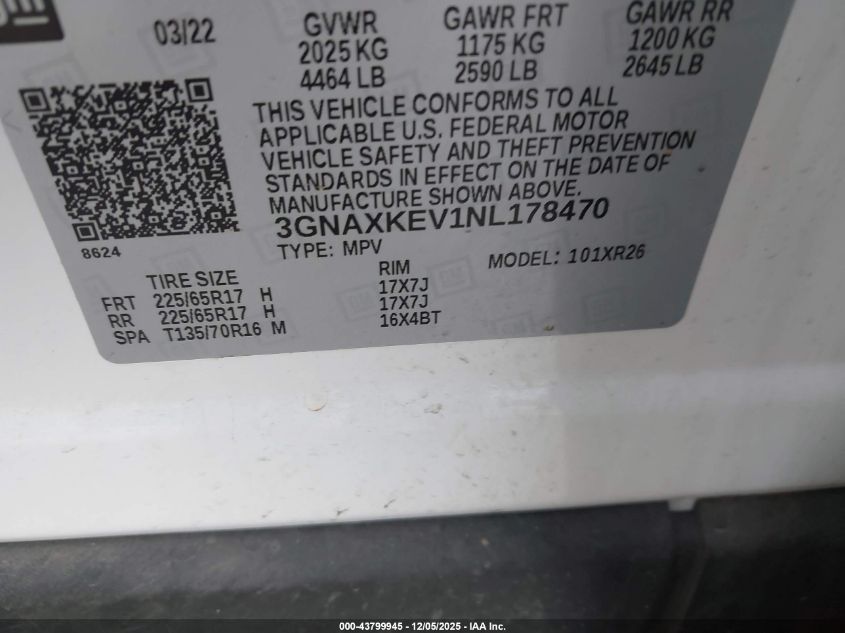 GM
03/22 GVWR GAWR FRT GAWR RR
2025 KG 1175 KG 1200 KG
4464 LB 2590 LB 2645 LB
THIS VEHICLE CONFORMS TO ALL
APPLICABLE U.S. FEDERAL MOTOR
VEHICLE SAFETY AND THEFT PREVENTION
STANDARDS IN EFFECT ON THE DATE OF
MANUFACTURE SHOWN ABOVE.
3GNAXKEV1NL178470
8624 TYPE: MPV MODEL: 101XR26
TIRE SIZE RIM
FRT 225/65R17 H 17X7J
RR 225/65R17 H 17X7J
SPA T135/70R16 M 16X4BT
000-43799945 - 12/05/2025 - IAA Inc.